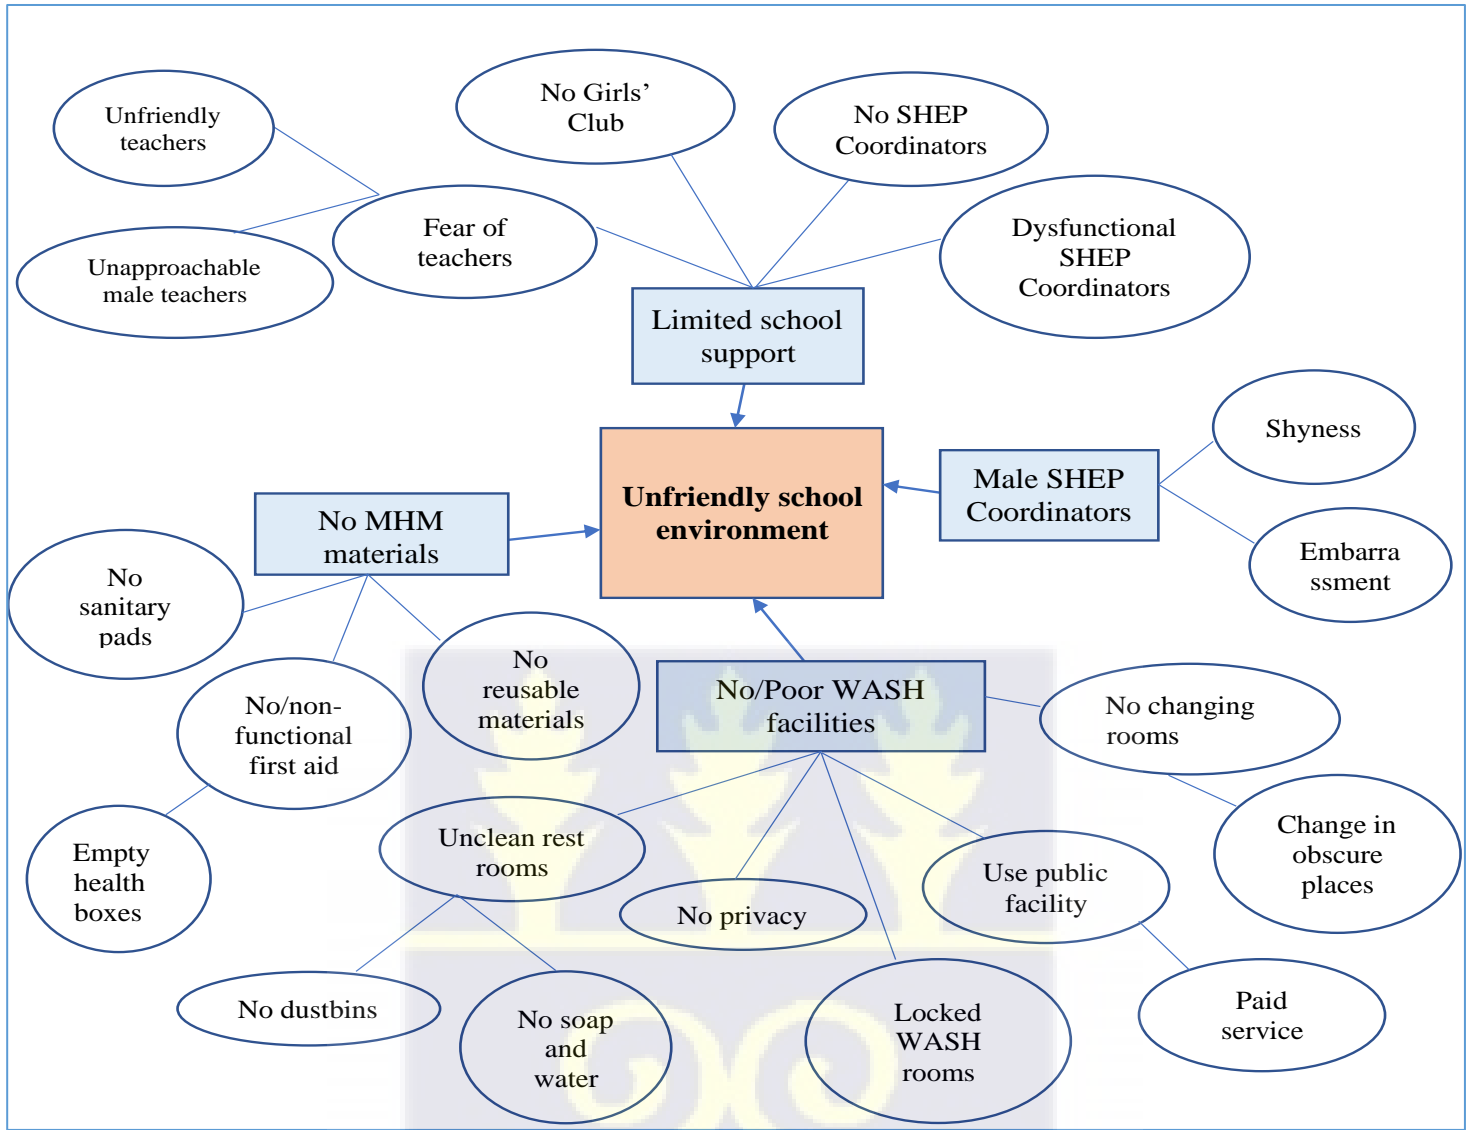 Unfriendly
teachers
No Girls’
Club
No SHEP
Coordinators
Unapproachable
male teachers
Fear of
teachers
Dysfunctional
SHEP
Coordinators
Limited school
support
Shyness
Unfriendly school
environment
Male SHEP
Coordinators
No MHM
materials
Embarra
ssment
No
sanitary
pads
No
reusable
materials
No/non-
functional
first aid
No/Poor WASH
facilities
No changing
rooms
Empty
health
boxes
Unclean rest
rooms
No privacy
Use public
facility
Change in
obscure
places
No dustbins
No soap
and
water
Locked
WASH
rooms
Paid
service